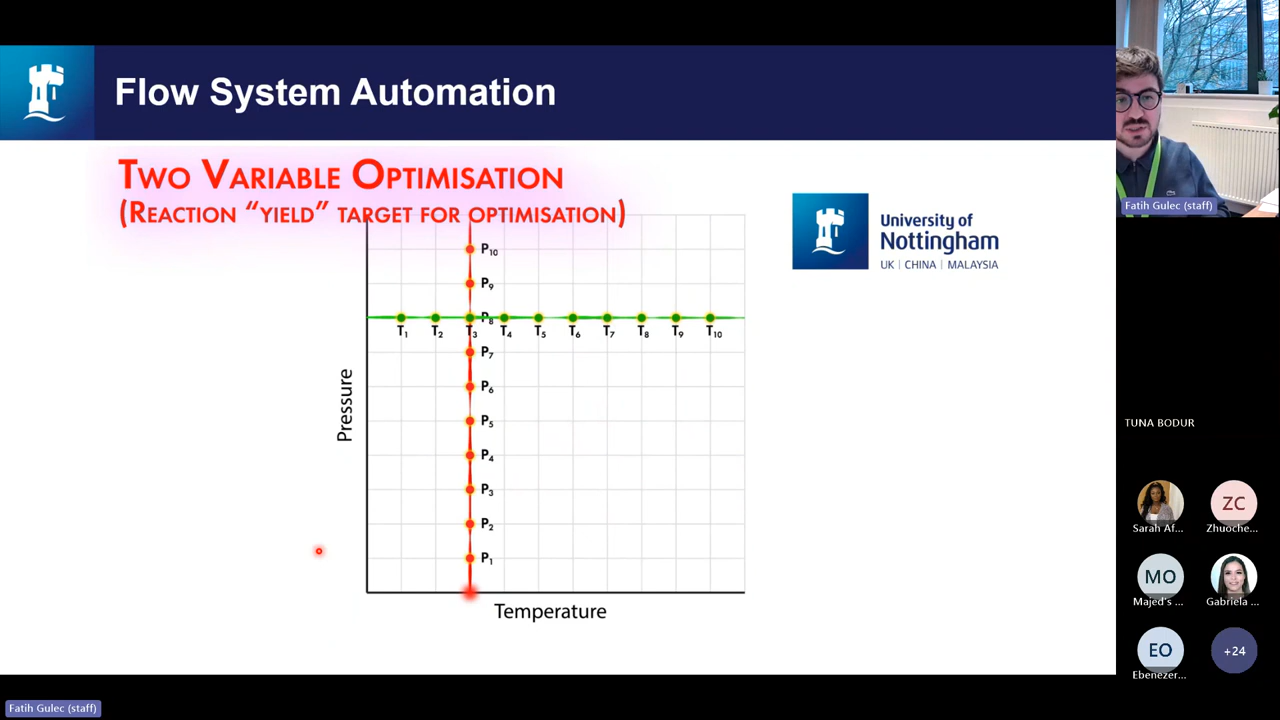 Flow System Automation
TWO VARIABLE OPTIMISATION
(REACTION “YIELD” TARGET FOR OPTIMISATION)
University of
Nottingham
UK | CHINA | MALAYSIA
P10
P9
P8
T1 T2 T3 T4 T5 T6 T7 T8 T9 T10
P7
P6
P5
P4
P3
P2
P1
Pressure
Temperature
Fatih Gulec (staff)
TUNA BODUR
ZC
Sarah Af...
Zhuoche...
MO
Majed's ...
Gabriela ...
EO
+24
Ebenezer...
Fatih Gulec (staff)